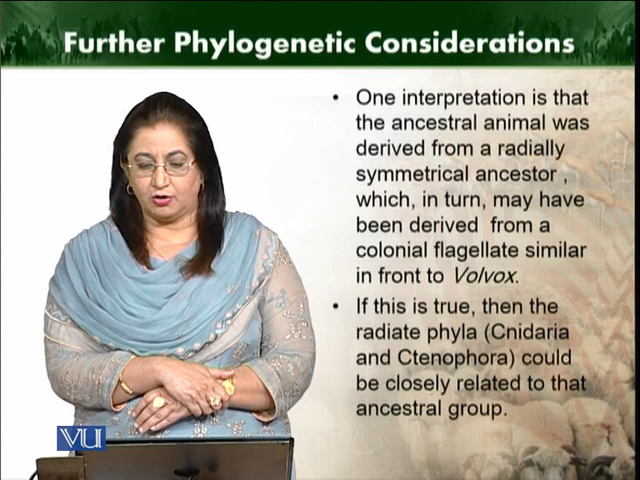 Further Phylogenetic Considerations
• One interpretation is that
the ancestral animal was
derived from a radially
symmetrical ancestor ,
which, in turn, may have
been derived  from a
colonial flagellate similar
in front to Volvox.
• If this is true, then the
radiate phyla (Cnidaria
and Ctenophora) could
be closely related to that
ancestral group.
VU